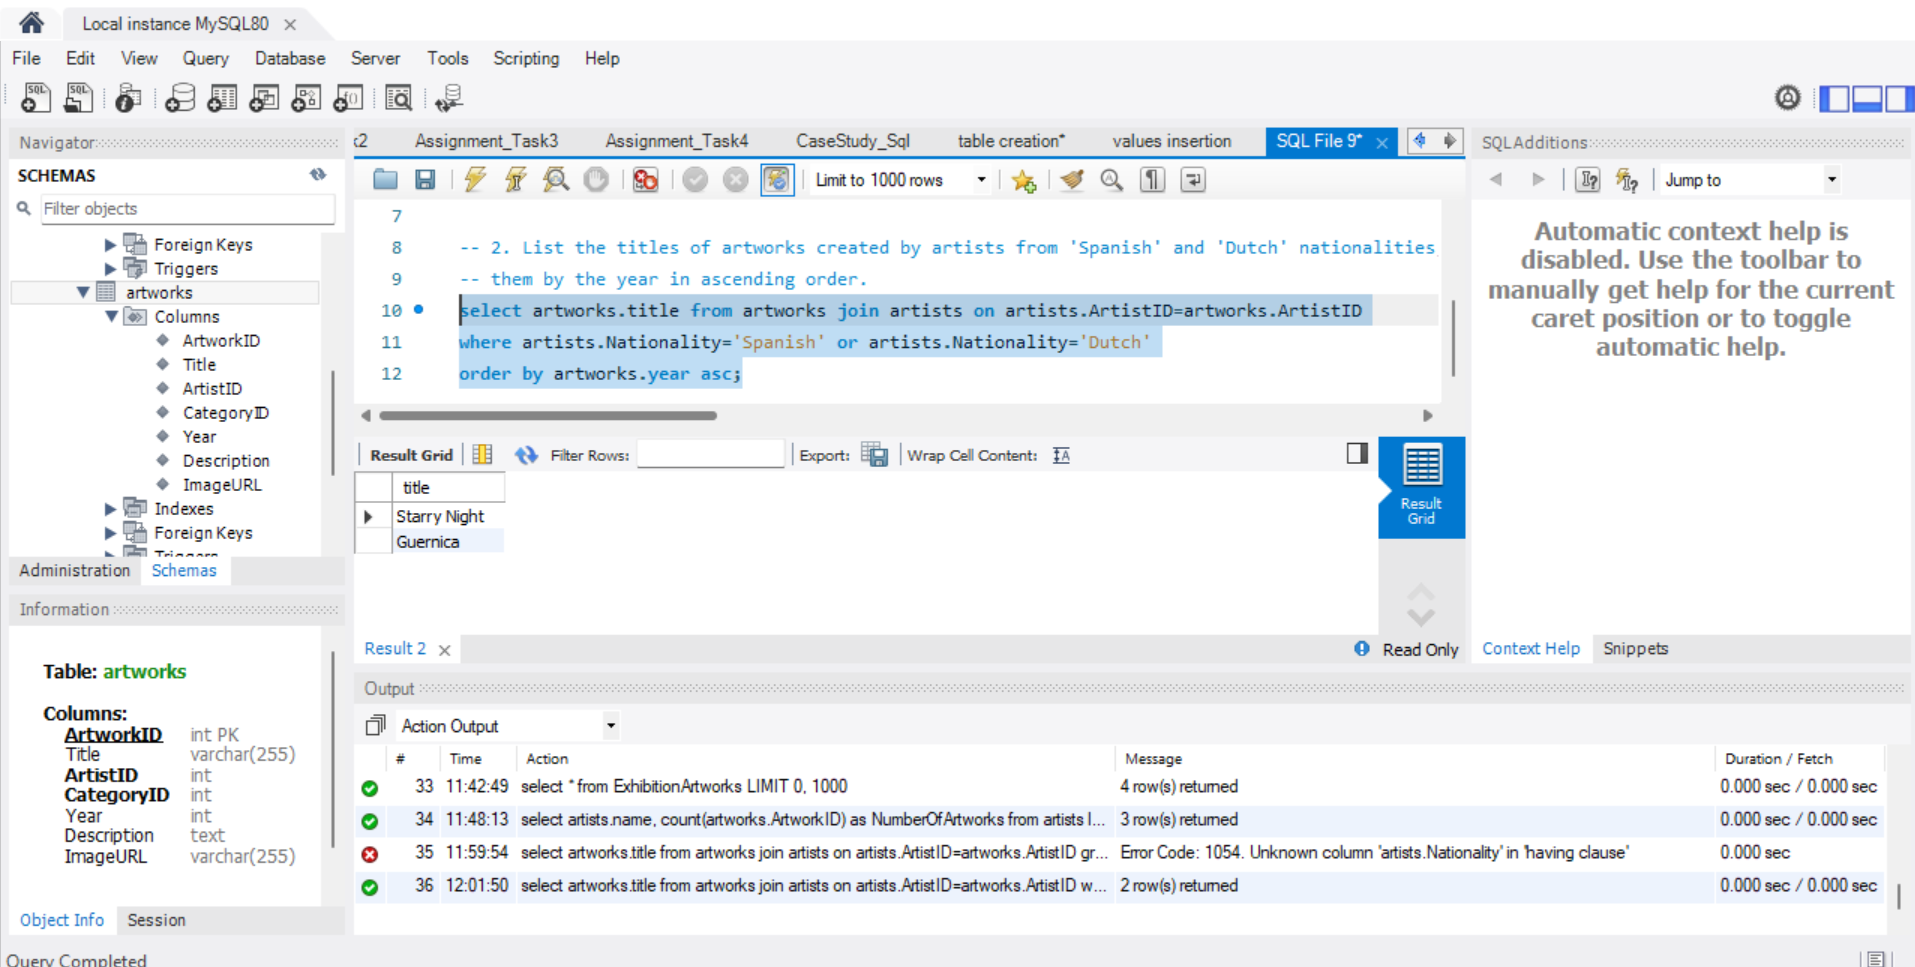 Local instance MySQL80
File Edit View Query Database Server Tools Scripting Help
Navigator
SCHEMAS
Filter objects
Foreign Keys
Triggers
artworks
Columns
ArtworkID
Title
ArtistID
CategoryID
Year
Description
ImageURL
Indexes
Foreign Keys
Triggers
Administration Schemas
Information
Table: artworks
Columns:
ArtworkID int PK
Title varchar(255)
ArtistID int
CategoryID int
Year int
Description text
ImageURL varchar(255)
Object Info Session
k2 Assignment_Task3 Assignment_Task4 CaseStudy_Sql table creation* values insertion SQL File 9*
Limit to 1000 rows
7
8 -- 2. List the titles of artworks created by artists from 'Spanish' and 'Dutch' nationalities
9 -- them by the year in ascending order.
10 select artworks.title from artworks join artists on artists.ArtistID=artworks.ArtistID
11 where artists.Nationality='Spanish' or artists.Nationality='Dutch'
12 order by artworks.year asc;
Result Grid Filter Rows: Export: Wrap Cell Content:
title
Starry Night
Guernica
Result Grid
Result 2
Read Only
SQLAdditions
Jump to
Automatic context help is
disabled. Use the toolbar to
manually get help for the current
caret position or to toggle
automatic help.
Context Help Snippets
Output
Action Output
# Time Action Message Duration / Fetch
33 11:42:49 select * from ExhibitionArtworks LIMIT 0, 1000 4 row(s) returned 0.000 sec / 0.000 sec
34 11:48:13 select artists.name, count(artworks.ArtworkID) as NumberOfArtworks from artists l... 3 row(s) returned 0.000 sec / 0.000 sec
35 11:59:54 select artworks.title from artworks join artists on artists.ArtistID=artworks.ArtistID gr... Error Code: 1054. Unknown column 'artists.Nationality' in 'having clause' 0.000 sec
36 12:01:50 select artworks.title from artworks join artists on artists.ArtistID=artworks.ArtistID w... 2 row(s) returned 0.000 sec / 0.000 sec
Query Completed